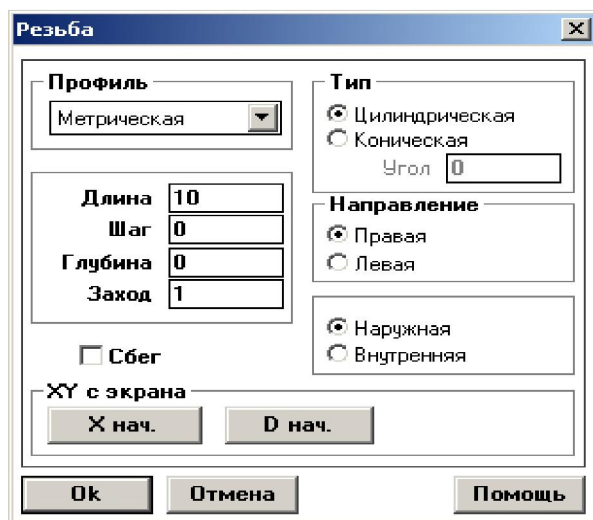 Резьба
Профиль
Метрическая
Тип
Цилиндрическая
Коническая
Угол 0
Длина 10
Шаг 0
Глубина 0
Заход 1
Направление
Правая
Левая
Наружная
Внутренняя
Сбег
XY с экрана
X нач. D нач.
Ok Отмена Помощь